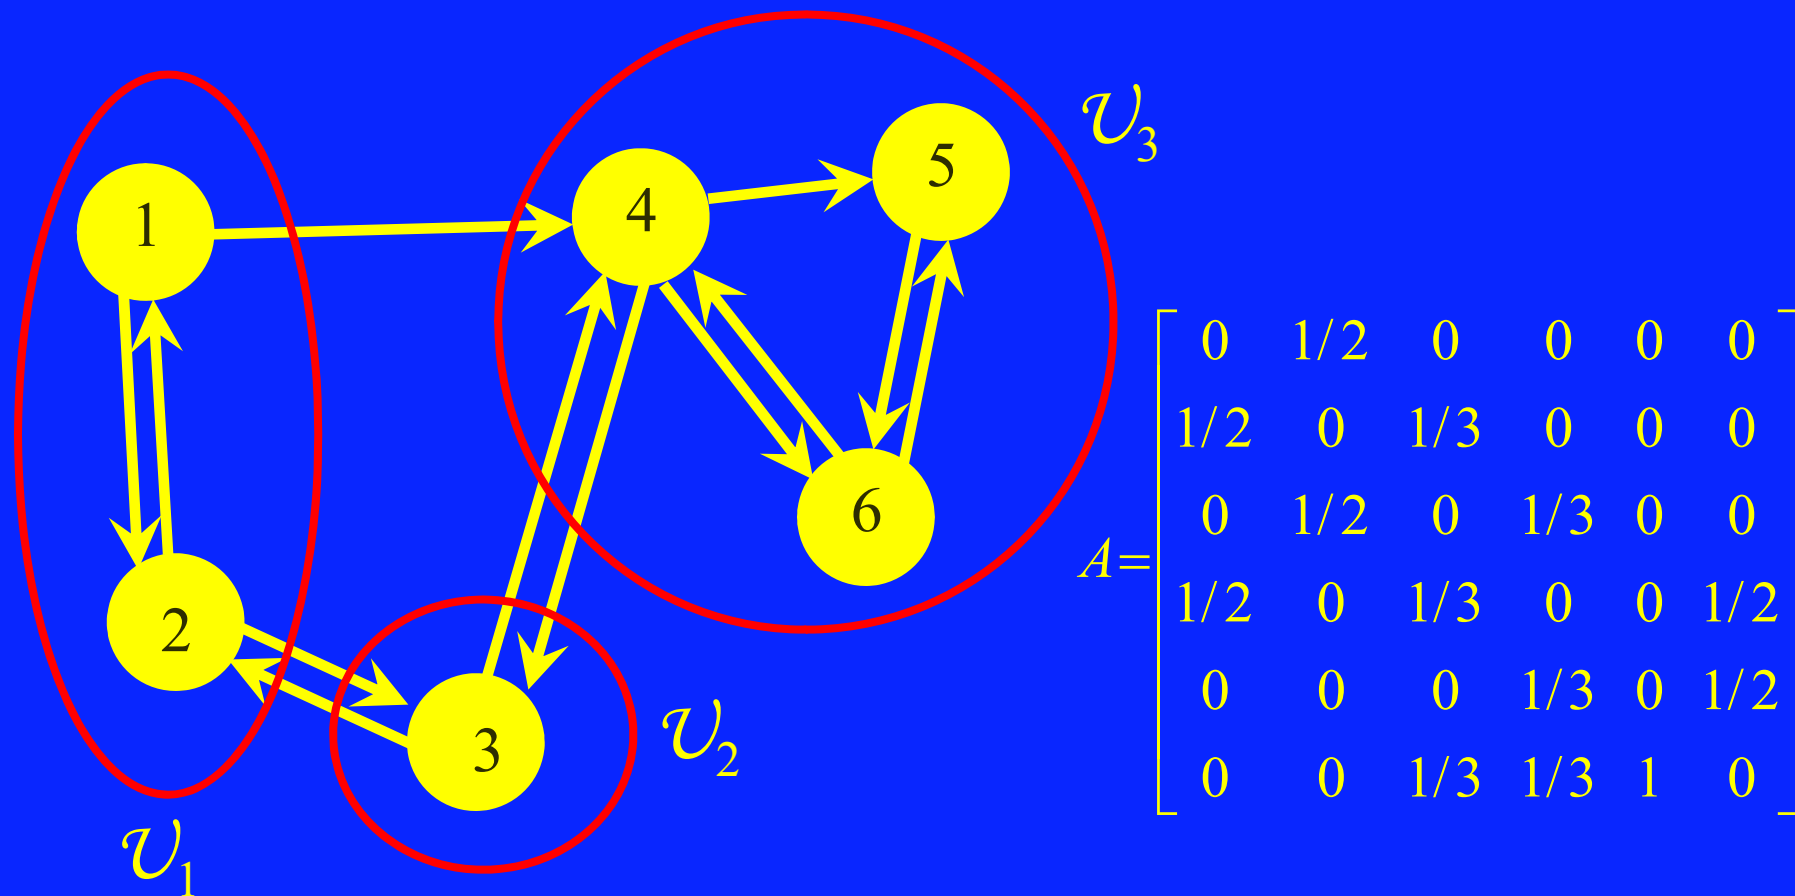 1
4
5
𝒱3
2
3
6
𝒱2
𝒱1
A=
0 1/2 0 0 0 0
1/2 0 1/3 0 0 0
0 1/2 0 1/3 0 0
1/2 0 1/3 0 0 1/2
0 0 0 1/3 0 1/2
0 0 1/3 1/3 1 0